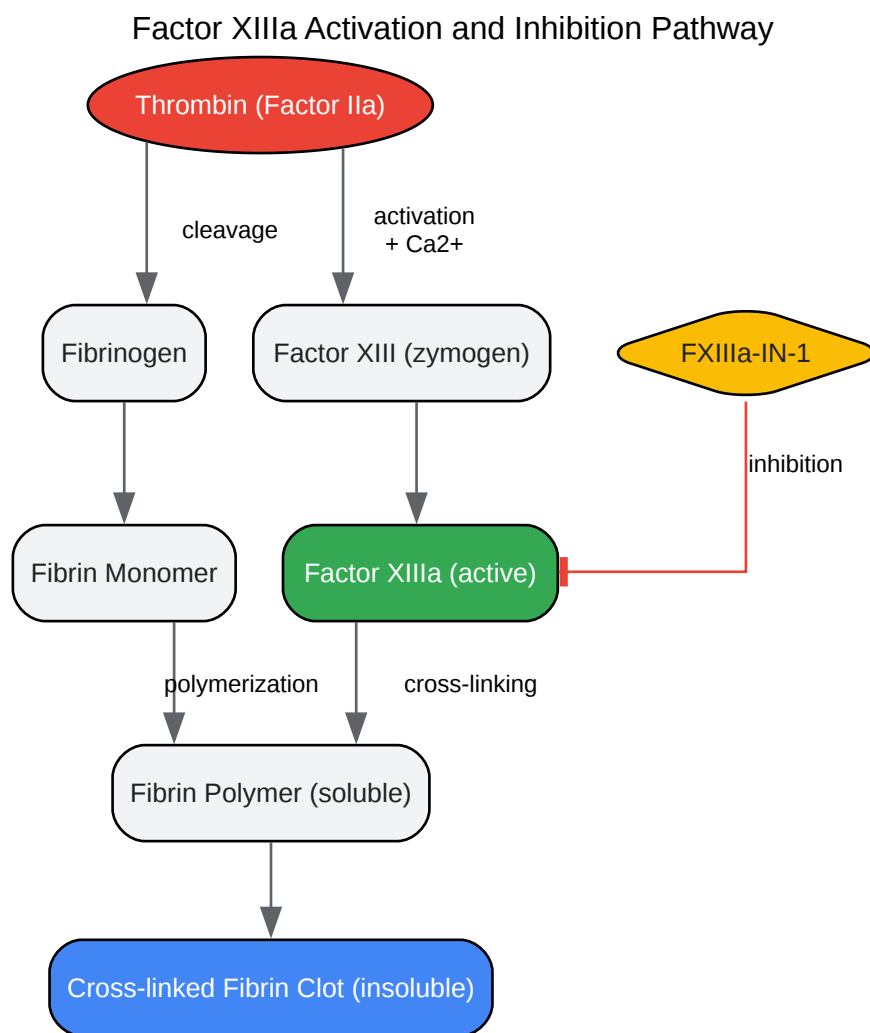 Factor XIIIa Activation and Inhibition Pathway
Thrombin (Factor IIa)
cleavage
activation
+ Ca2+
Fibrinogen
Factor XIII (zymogen)
FXIIIa-IN-1
inhibition
Fibrin Monomer
Factor XIIIa (active)
polymerization
cross-linking
Fibrin Polymer (soluble)
Cross-linked Fibrin Clot (insoluble)